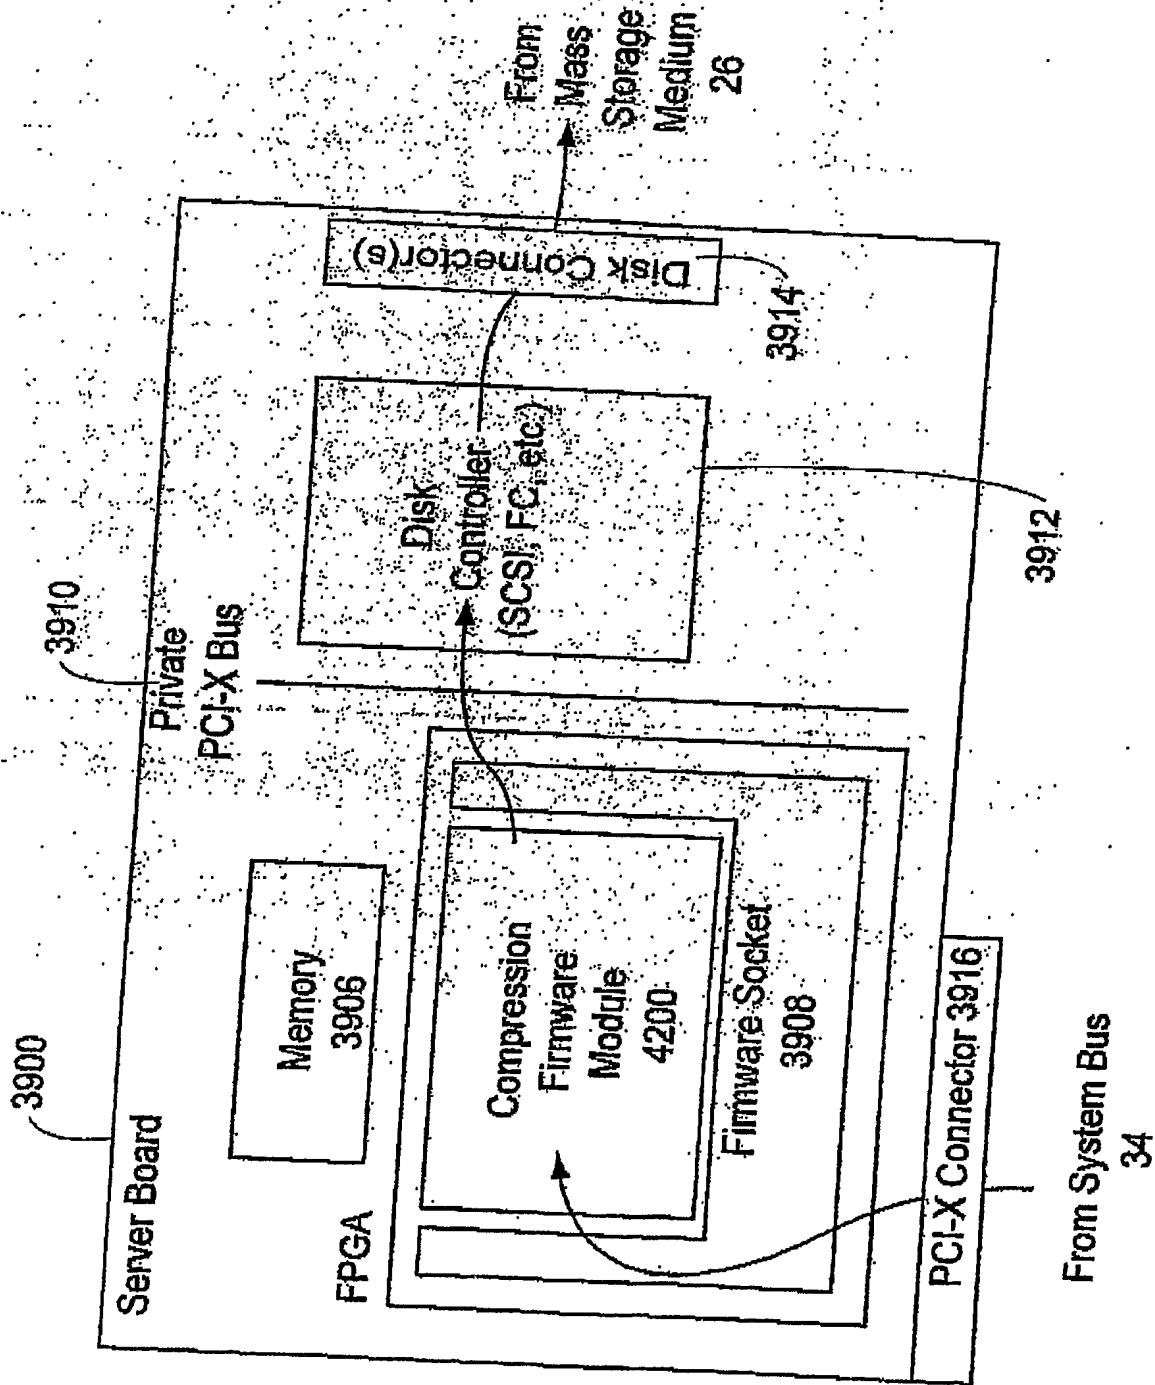 3900
Server Board
3910
Private
PCI-X Bus
Memory
3906
FPGA
Compression
Firmware
Module
4200
Firmware Socket
3908
Disk
Controller
(SCSI, FC, etc.)
3912
Disk Connector(s)
3914
From
Mass
Storage
Medium
26
PCI-X Connector 3916
From System Bus
34